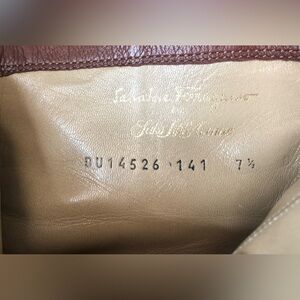 Salvatore Ferragamo
Saks Fifth Avenue
DU14526 · 141 7½